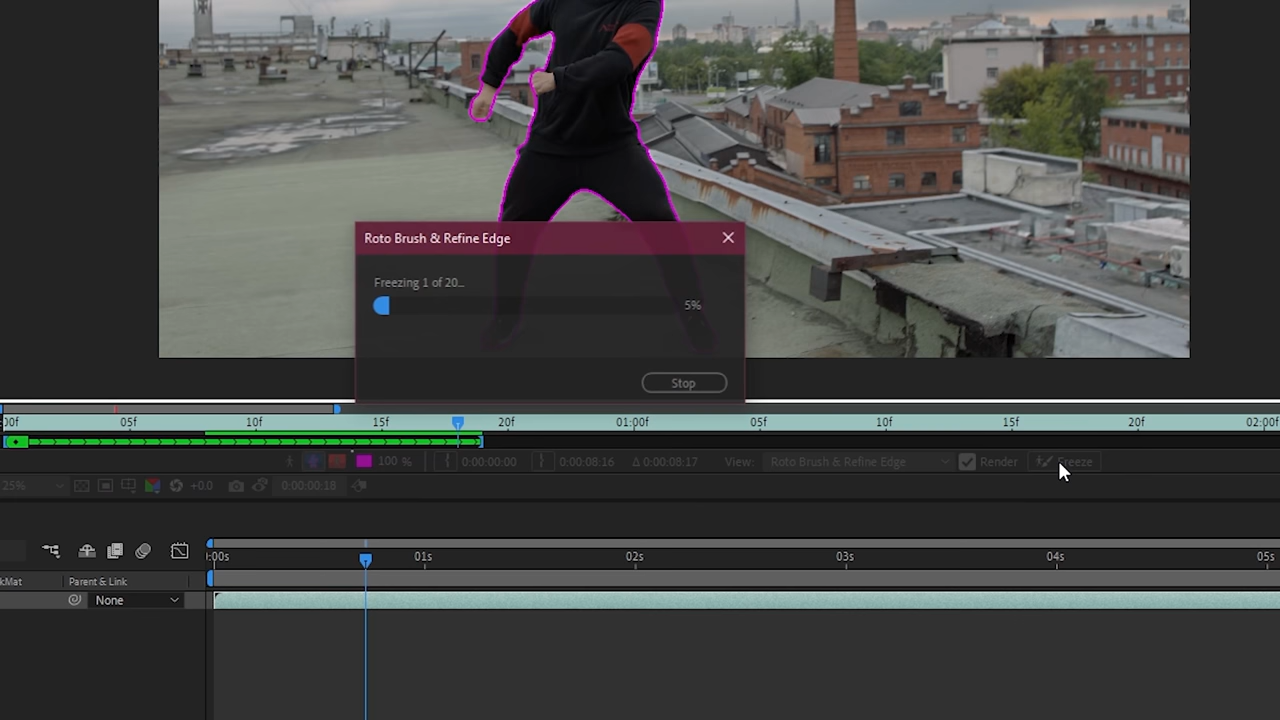 Roto Brush & Refine Edge
Freezing 1 of 20...
5%
Stop
00f 05f 10f 15f 20f 01:00f 05f 10f 15f 20f 02:00f
100 % 0:00:00:00 0:00:08:16 Δ 0:00:08:17 View: Roto Brush & Refine Edge Render Freeze
25% +0.0 0:00:00:18
:00s 01s 02s 03s 04s 05s
kMat Parent & Link
None